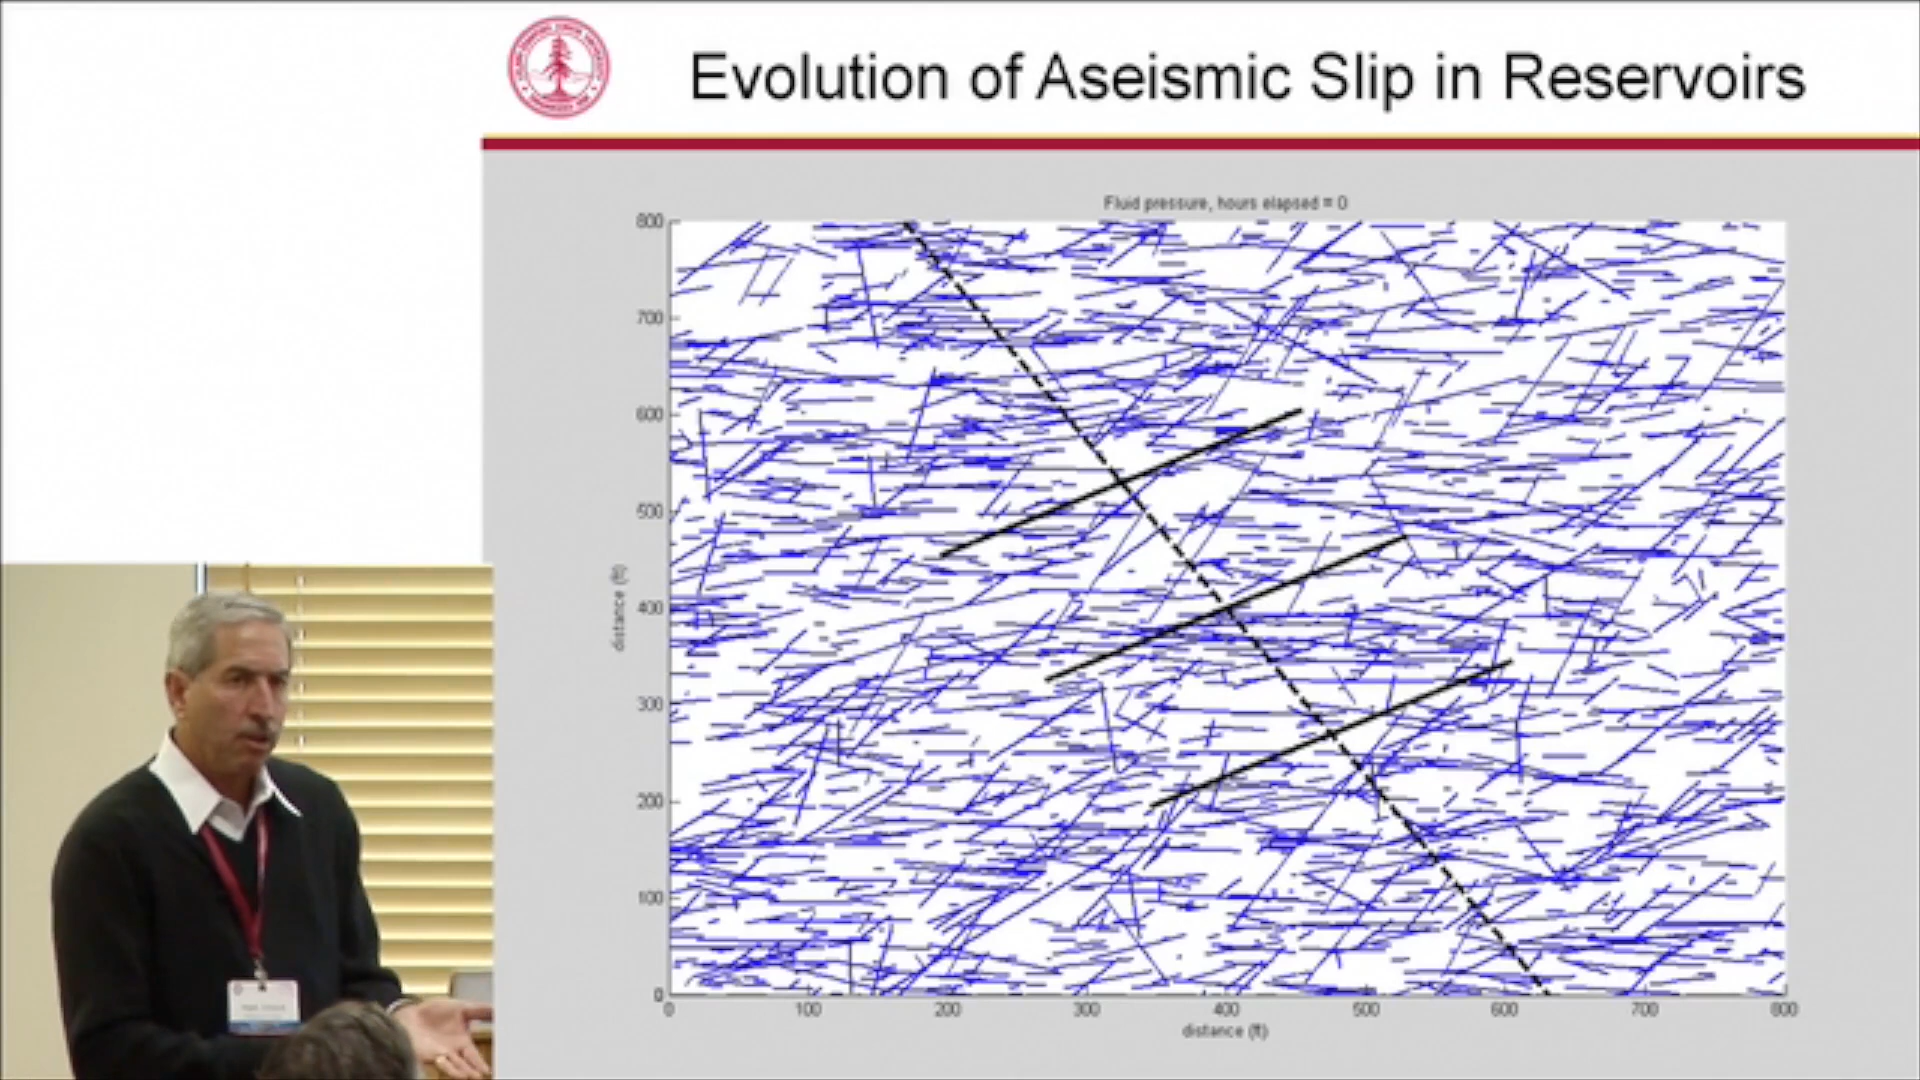 Evolution of Aseismic Slip in Reservoirs
Fluid pressure, hours elapsed = 0
800
700
600
500
400
300
200
100
0
distance (ft)
0 100 200 300 400 500 600 700 800
distance (ft)